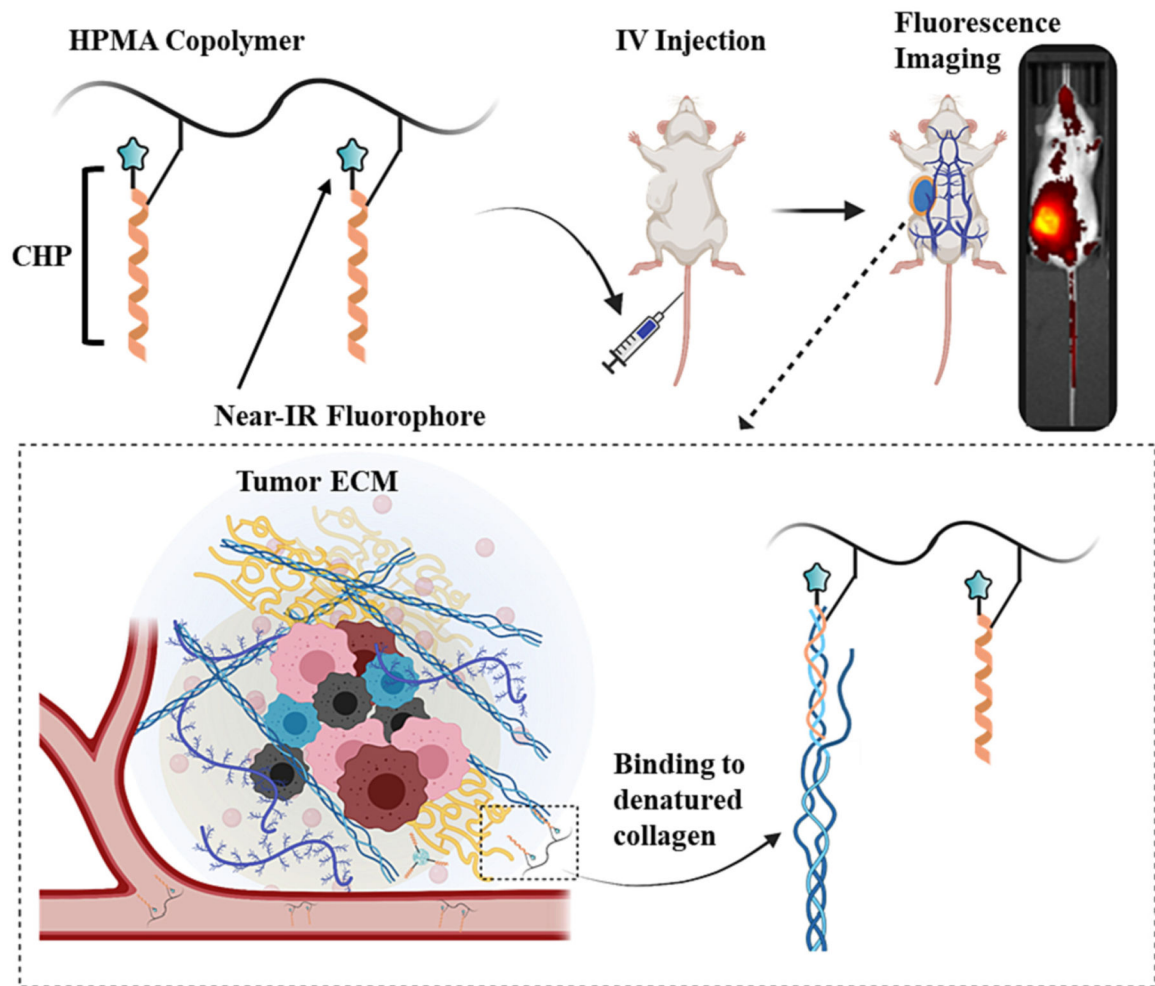 HPMA Copolymer
IV Injection
Fluorescence
Imaging
CHP
Near-IR Fluorophore
Tumor ECM
Binding to
denatured
collagen